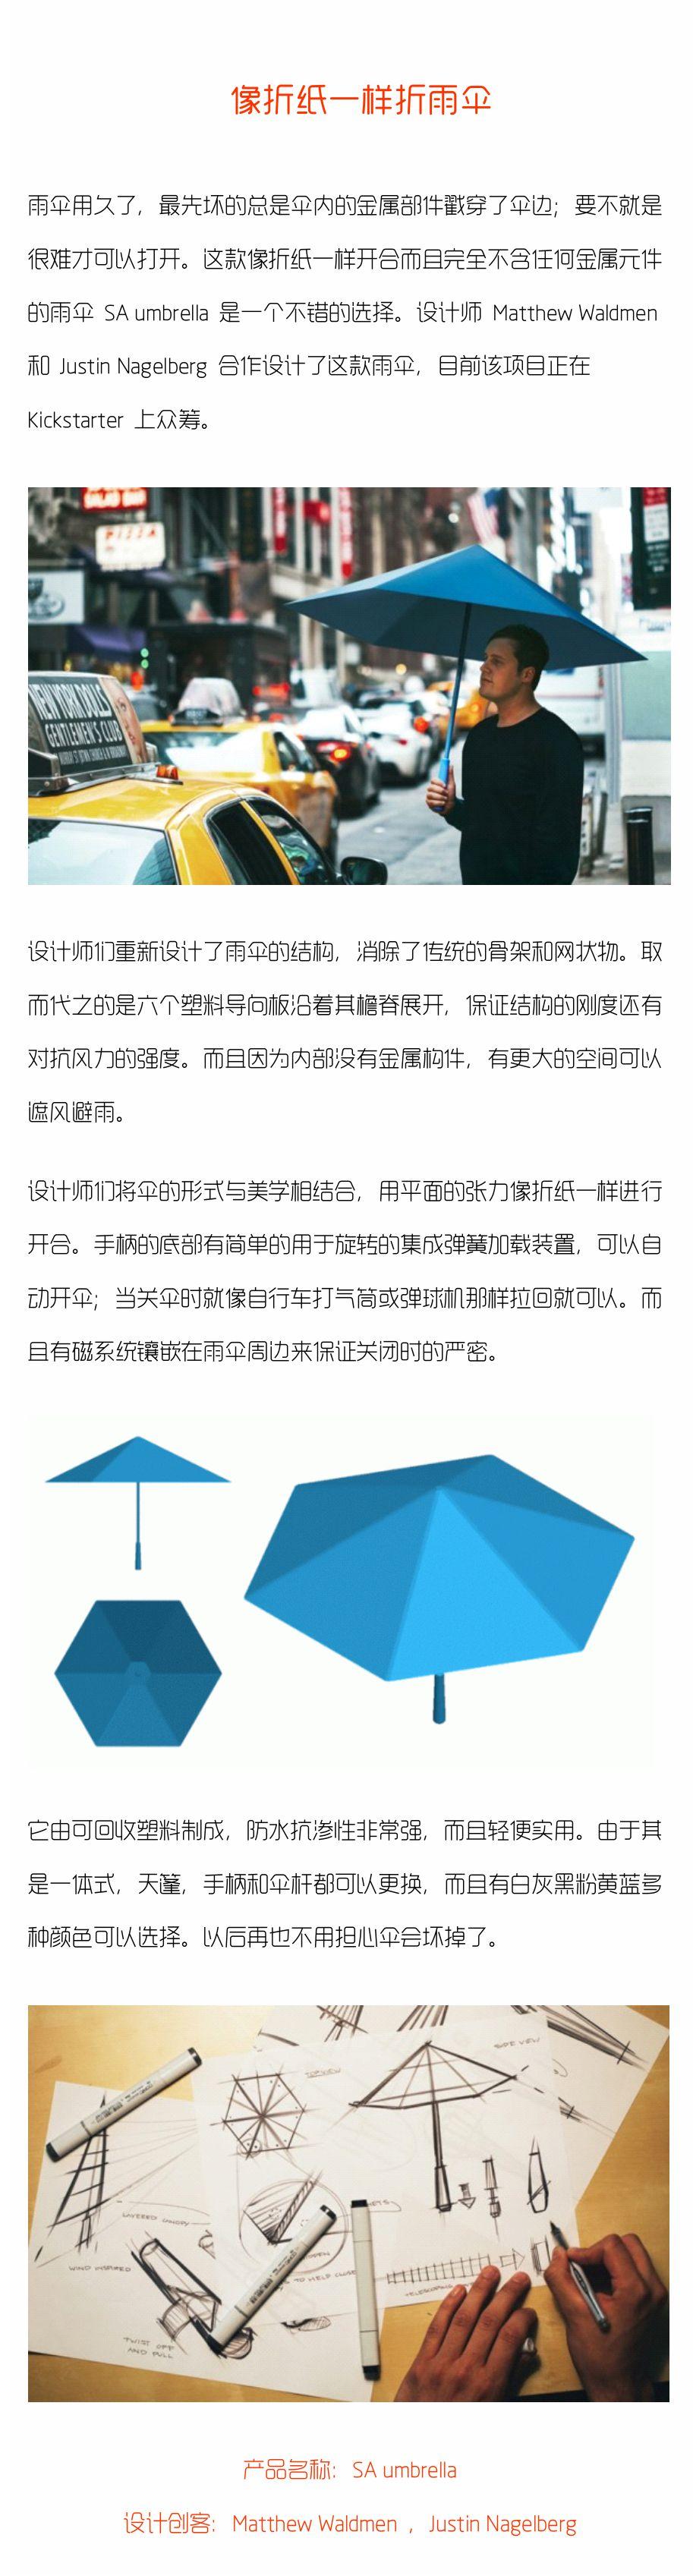 像折纸一样折雨伞
雨伞用久了，最先坏的总是伞内的金属部件戳穿了伞边；要不就是
很难才可以打开。这款像折纸一样开合而且完全不含任何金属元件
的雨伞 SA umbrella 是一个不错的选择。设计师 Matthew Waldmen
和 Justin Nagelberg 合作设计了这款雨伞，目前该项目正在
Kickstarter 上众筹。
PIZZA
NEW YORK DOLLS
GENTLEMEN'S CLUB
设计师们重新设计了雨伞的结构，消除了传统的骨架和网状物。取
而代之的是六个塑料导向板沿着其檐脊展开，保证结构的刚度还有
对抗风力的强度。而且因为内部没有金属构件，有更大的空间可以
遮风避雨。
设计师们将伞的形式与美学相结合，用平面的张力像折纸一样进行
开合。手柄的底部有简单的用于旋转的集成弹簧加载装置，可以自
动开伞；当关伞时就像自行车打气筒或弹球机那样拉回就可以。而
且有磁系统镶嵌在雨伞周边来保证关闭时的严密。
它由可回收塑料制成，防水抗渗性非常强，而且轻便实用。由于其
是一体式，天篷，手柄和伞杆都可以更换，而且有白灰黑粉黄蓝多
种颜色可以选择。以后再也不用担心伞会坏掉了。
SIDE VIEW
LAYERED CANOPY
WIND INSPIRED
TO HELP CLOSE
TWIST OFF
AND PULL
产品名称： SA umbrella
设计创客： Matthew Waldmen ， Justin Nagelberg